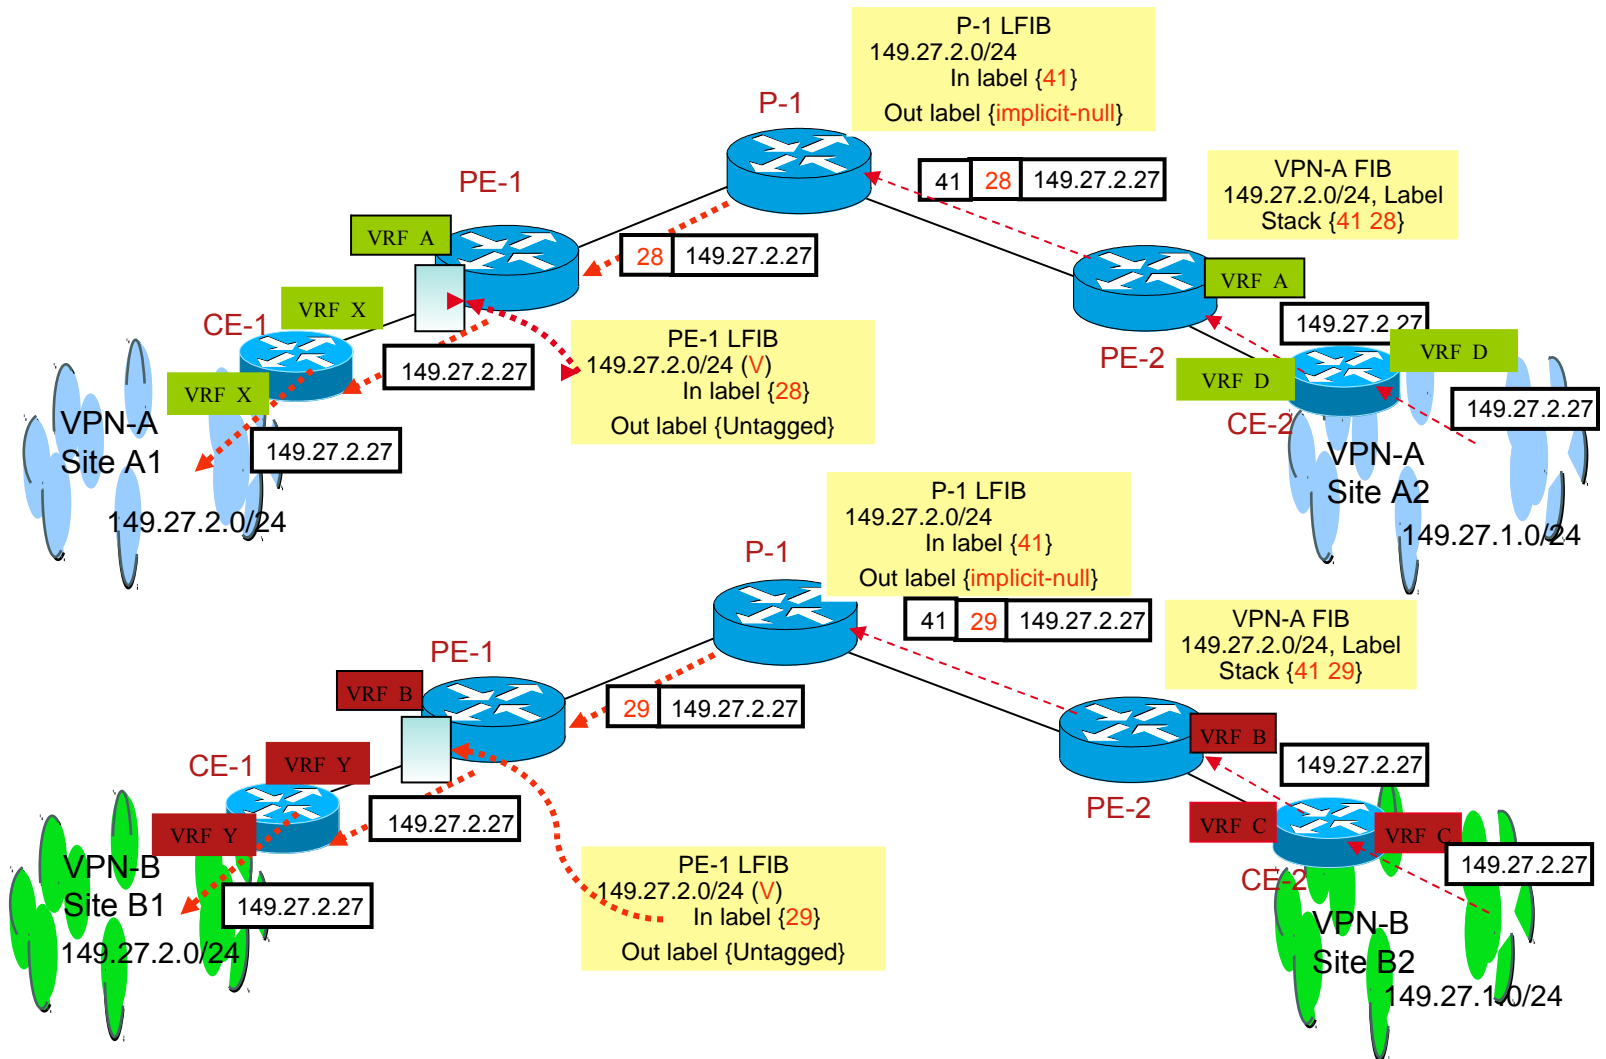 P-1 LFIB
149.27.2.0/24
In label {41}
Out label {implicit-null}
P-1
PE-1
VRF A
41 28 149.27.2.27
VPN-A FIB
149.27.2.0/24, Label
Stack {41 28}
28 149.27.2.27
VRF A
VRF X
CE-1
149.27.2.27
PE-1 LFIB
149.27.2.0/24 (V)
In label {28}
Out label {Untagged}
PE-2
149.27.2.27
VRF D
VRF D
149.27.2.27
CE-2
VRF X
VPN-A
Site A1
149.27.2.27
149.27.2.0/24
VPN-A
Site A2
149.27.1.0/24
P-1 LFIB
149.27.2.0/24
In label {41}
Out label {implicit-null}
P-1
PE-1
VRF B
41 29 149.27.2.27
VPN-A FIB
149.27.2.0/24, Label
Stack {41 29}
29 149.27.2.27
VRF B
VRF Y
CE-1
149.27.2.27
PE-1 LFIB
149.27.2.0/24 (V)
In label {29}
Out label {Untagged}
PE-2
149.27.2.27
VRF C
VRF C
149.27.2.27
CE-2
VRF Y
VPN-B
Site B1
149.27.2.27
149.27.2.0/24
VPN-B
Site B2
149.27.1.0/24